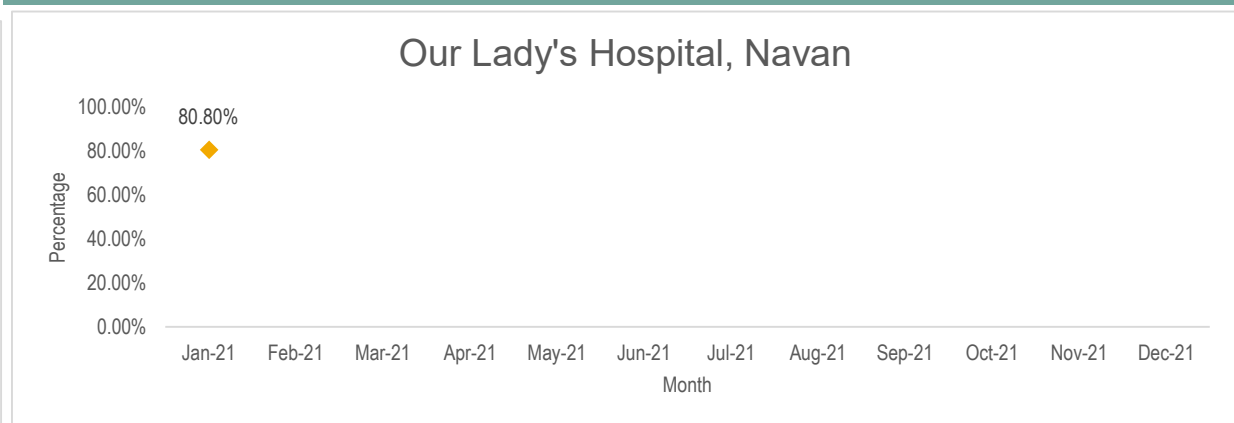 Our Lady's Hospital, Navan
100.00%
80.80%
80.00%
60.00%
40.00%
20.00%
0.00%
Percentage
Jan-21 Feb-21 Mar-21 Apr-21 May-21 Jun-21 Jul-21 Aug-21 Sep-21 Oct-21 Nov-21 Dec-21
Month